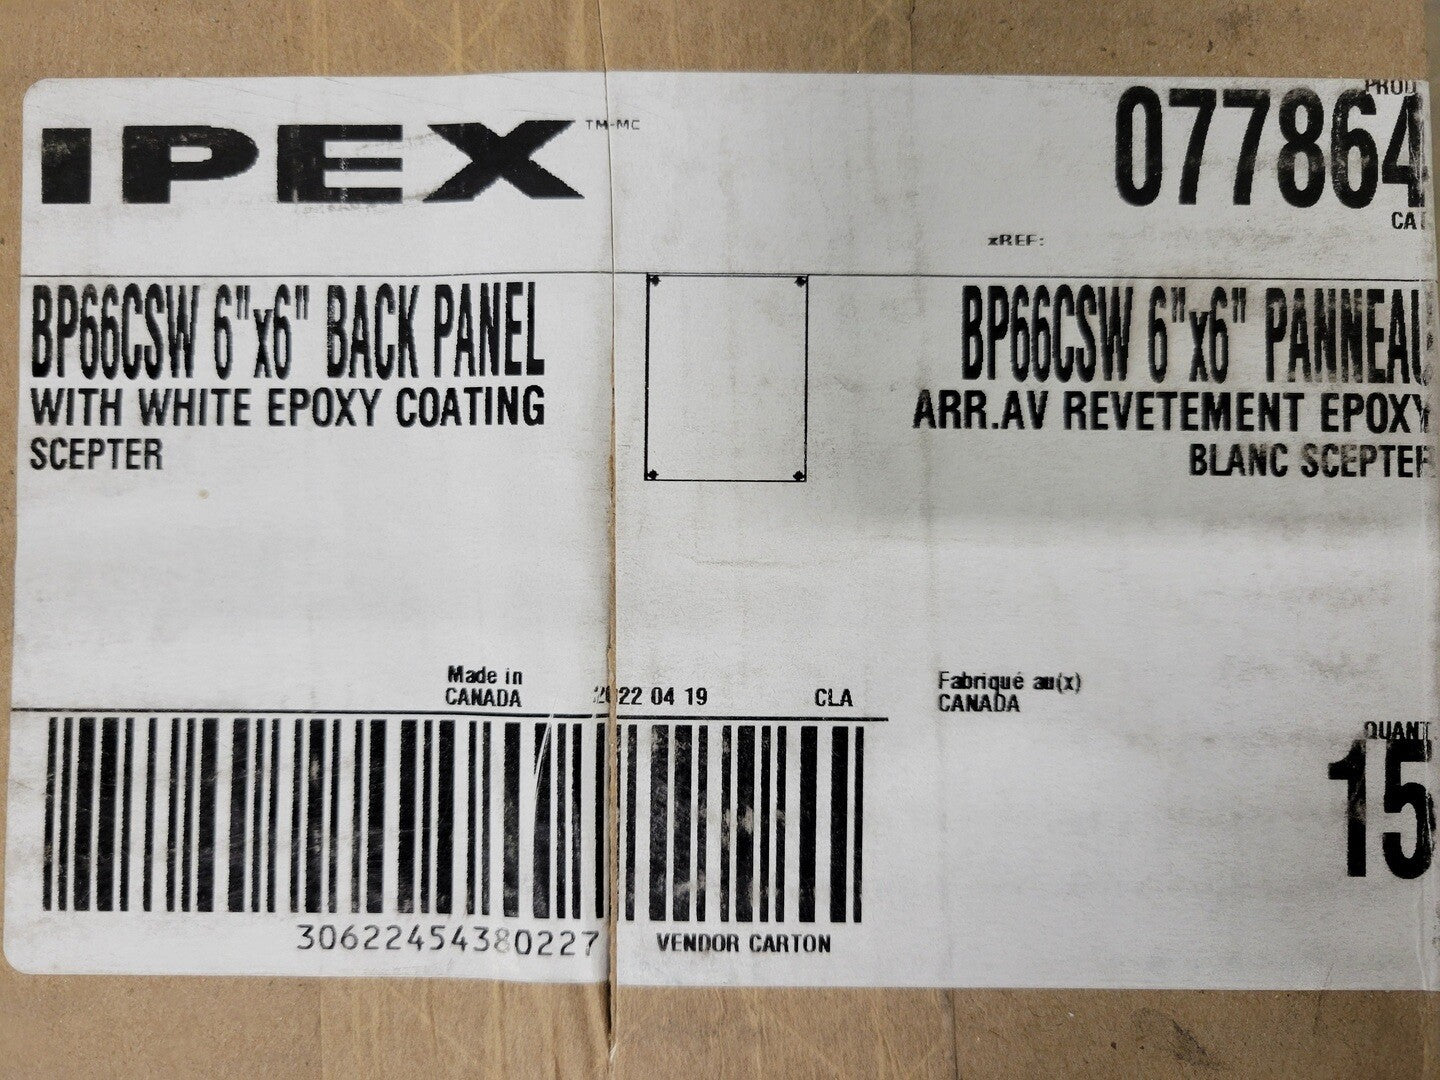 IPEX TM-MC
PROD
077864
CAT
xREF:
BP66CSW 6"x6" BACK PANEL
WITH WHITE EPOXY COATING
SCEPTER
BP66CSW 6"x6" PANNEAU
ARR.AV REVETEMENT EPOXY
BLANC SCEPTER
Made in
CANADA
2022 04 19
CLA
Fabriqué au(x)
CANADA
QUANT
15
30622454380227
VENDOR CARTON